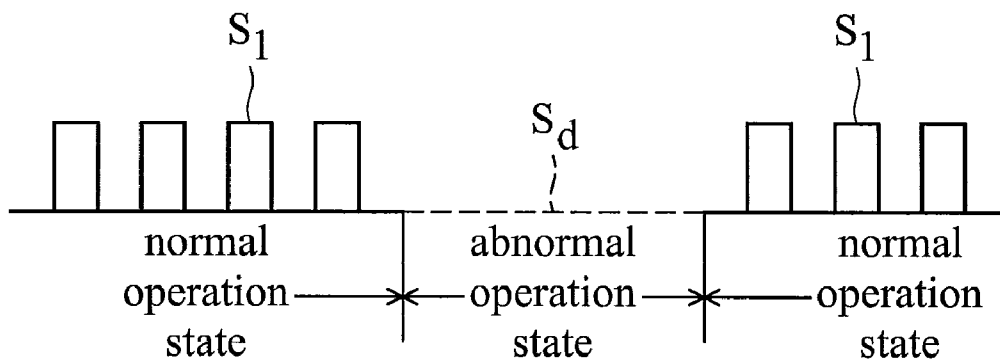 S1
S1
Sd
normal
operation
state
abnormal
operation
state
normal
operation
state